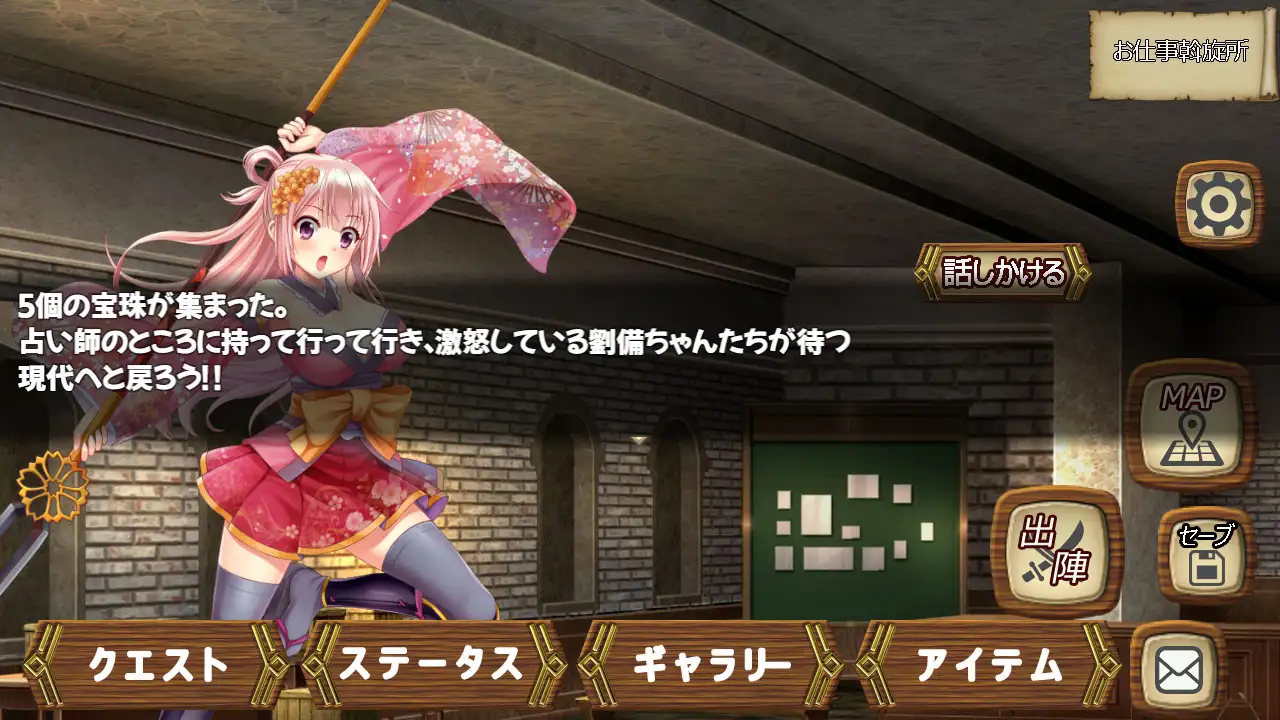 お仕事斡旋所
話しかける
5個の宝珠が集まった。
占い師のところに持って行って行き、激怒している劉備ちゃんたちが待つ
現代へと戻ろう!!
MAP
出陣
セーブ
クエスト
ステータス
ギャラリー
アイテム